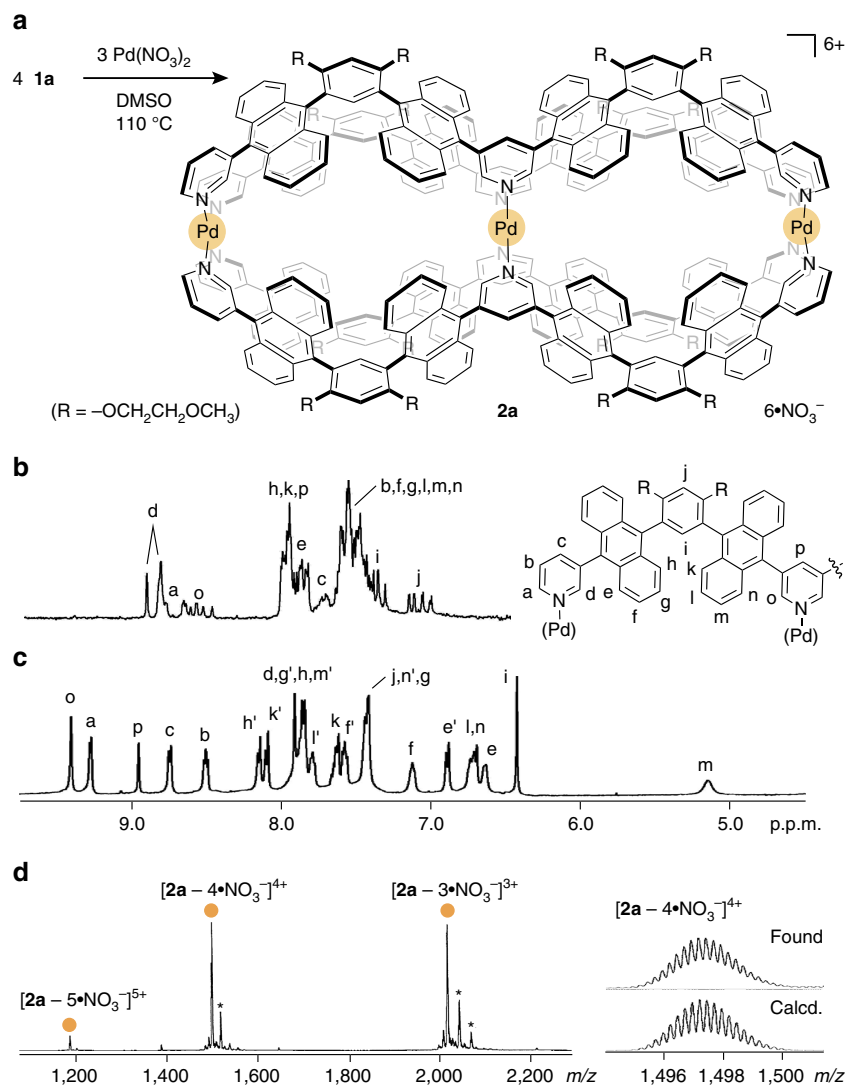 a
4 1a
3 Pd(NO₃)₂
DMSO
110 °C
6+
R R R R
R R R R
N N N N N
Pd Pd Pd
N N N N N
R R R R
R R R R
(R = –OCH₂CH₂OCH₃)
2a
6•NO₃⁻
b
d
a
o
h,k,p
e
c
b,f,g,l,m,n
i
j
j
R R
c
b
a
d
N
(Pd)
e
f
g
h
i
k
l
m
n
o
p
N
(Pd)
c
o
a
p
c
b
h'
k'
d,g',h,m'
l'
k
f'
j,n',g
f
e'
l,n
e
i
m
9.0 8.0 7.0 6.0 5.0 p.p.m.
d
[2a – 5•NO₃⁻]⁵⁺
[2a – 4•NO₃⁻]⁴⁺
*
[2a – 3•NO₃⁻]³⁺
*
*
1,200 1,400 1,600 1,800 2,000 2,200 m/z
[2a – 4•NO₃⁻]⁴⁺
Found
Calcd.
1,496 1,498 1,500 m/z